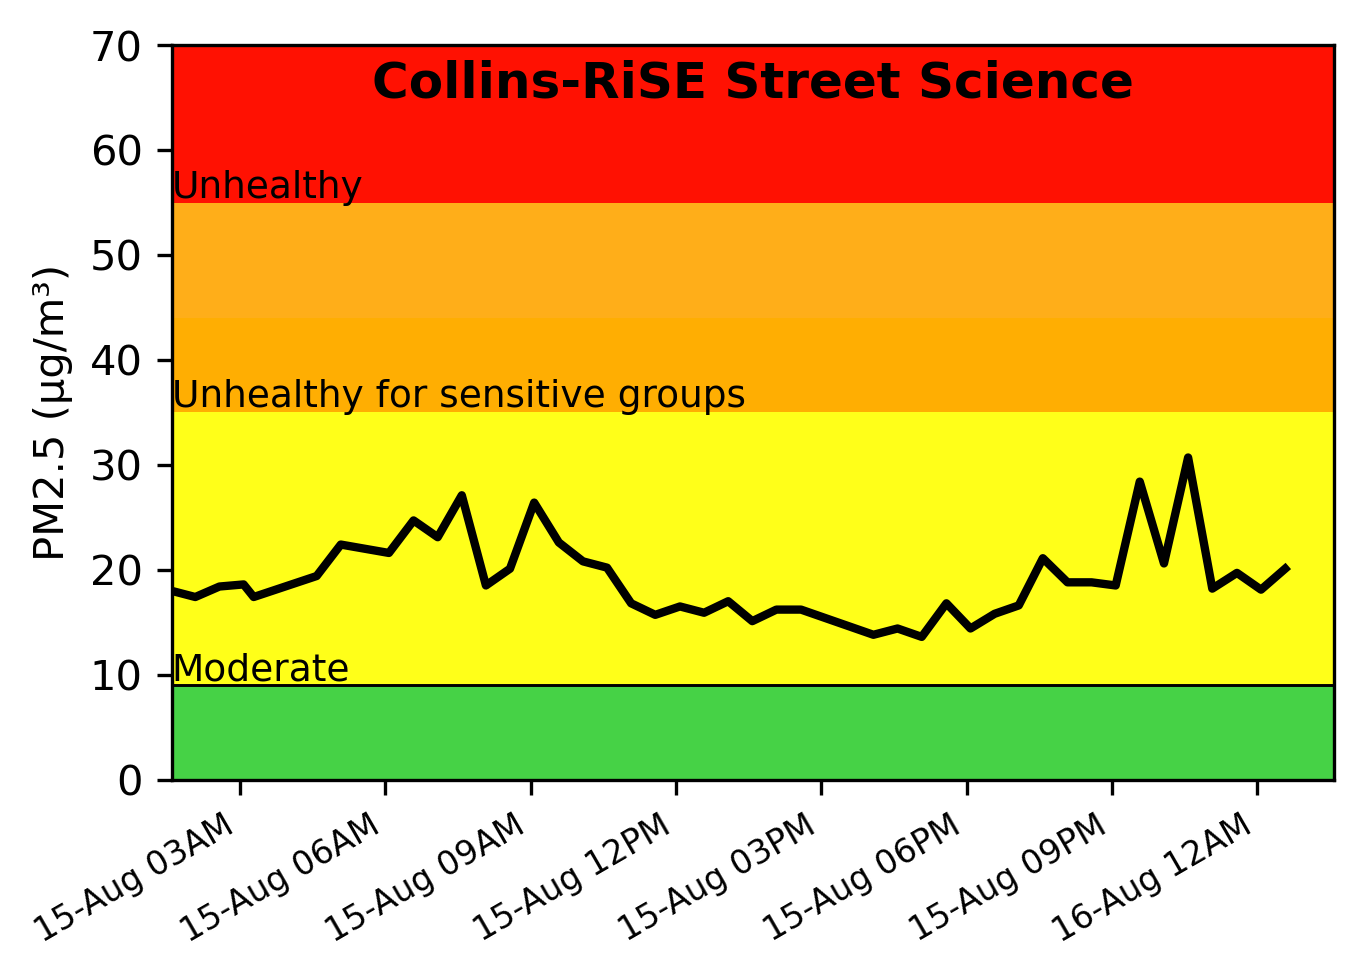 Collins-RiSE Street Science
70
60
Unhealthy
50
40
Unhealthy for sensitive groups
PM2.5 (µg/m³)
30
20
Moderate
10
0
15-Aug 03AM
15-Aug 06AM
15-Aug 09AM
15-Aug 12PM
15-Aug 03PM
15-Aug 06PM
15-Aug 09PM
16-Aug 12AM